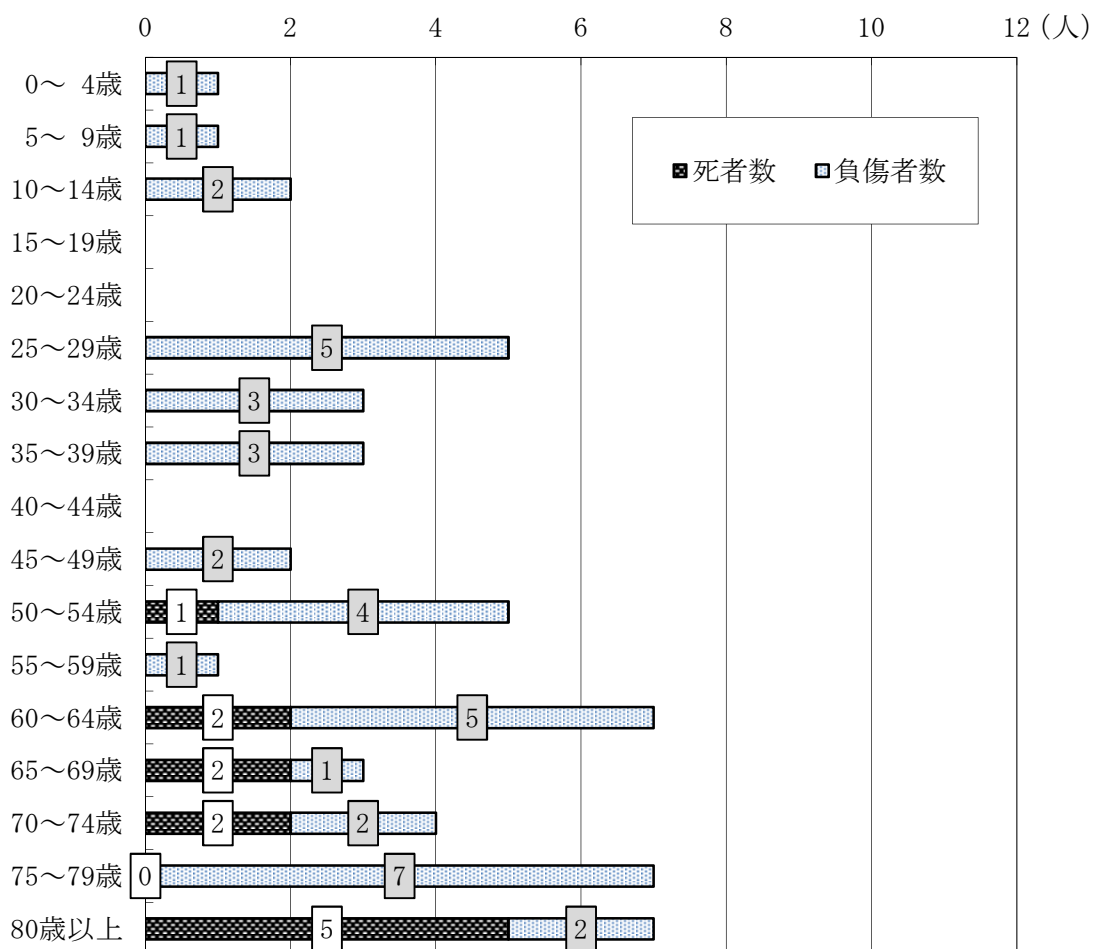 0 2 4 6 8 10 12 (人)
死者数 負傷者数
0～ 4歳 1
5～ 9歳 1
10～14歳 2
15～19歳
20～24歳
25～29歳 5
30～34歳 3
35～39歳 3
40～44歳
45～49歳 2
50～54歳 1 4
55～59歳 1
60～64歳 2 5
65～69歳 2 1
70～74歳 2 2
75～79歳 0 7
80歳以上 5 2